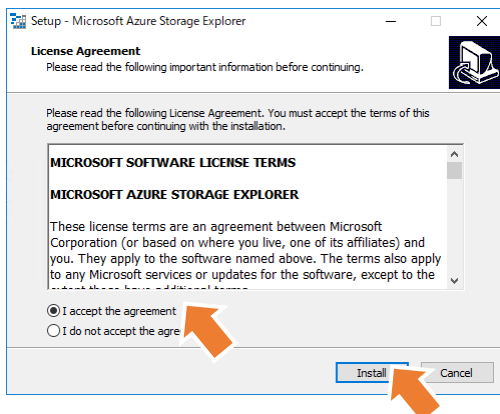 Setup - Microsoft Azure Storage Explorer
License Agreement
Please read the following important information before continuing.
Please read the following License Agreement. You must accept the terms of this
agreement before continuing with the installation.
MICROSOFT SOFTWARE LICENSE TERMS
MICROSOFT AZURE STORAGE EXPLORER
These license terms are an agreement between Microsoft
Corporation (or based on where you live, one of its affiliates) and
you. They apply to the software named above. The terms also apply
to any Microsoft services or updates for the software, except to the
I accept the agreement
I do not accept the
Install
Cancel